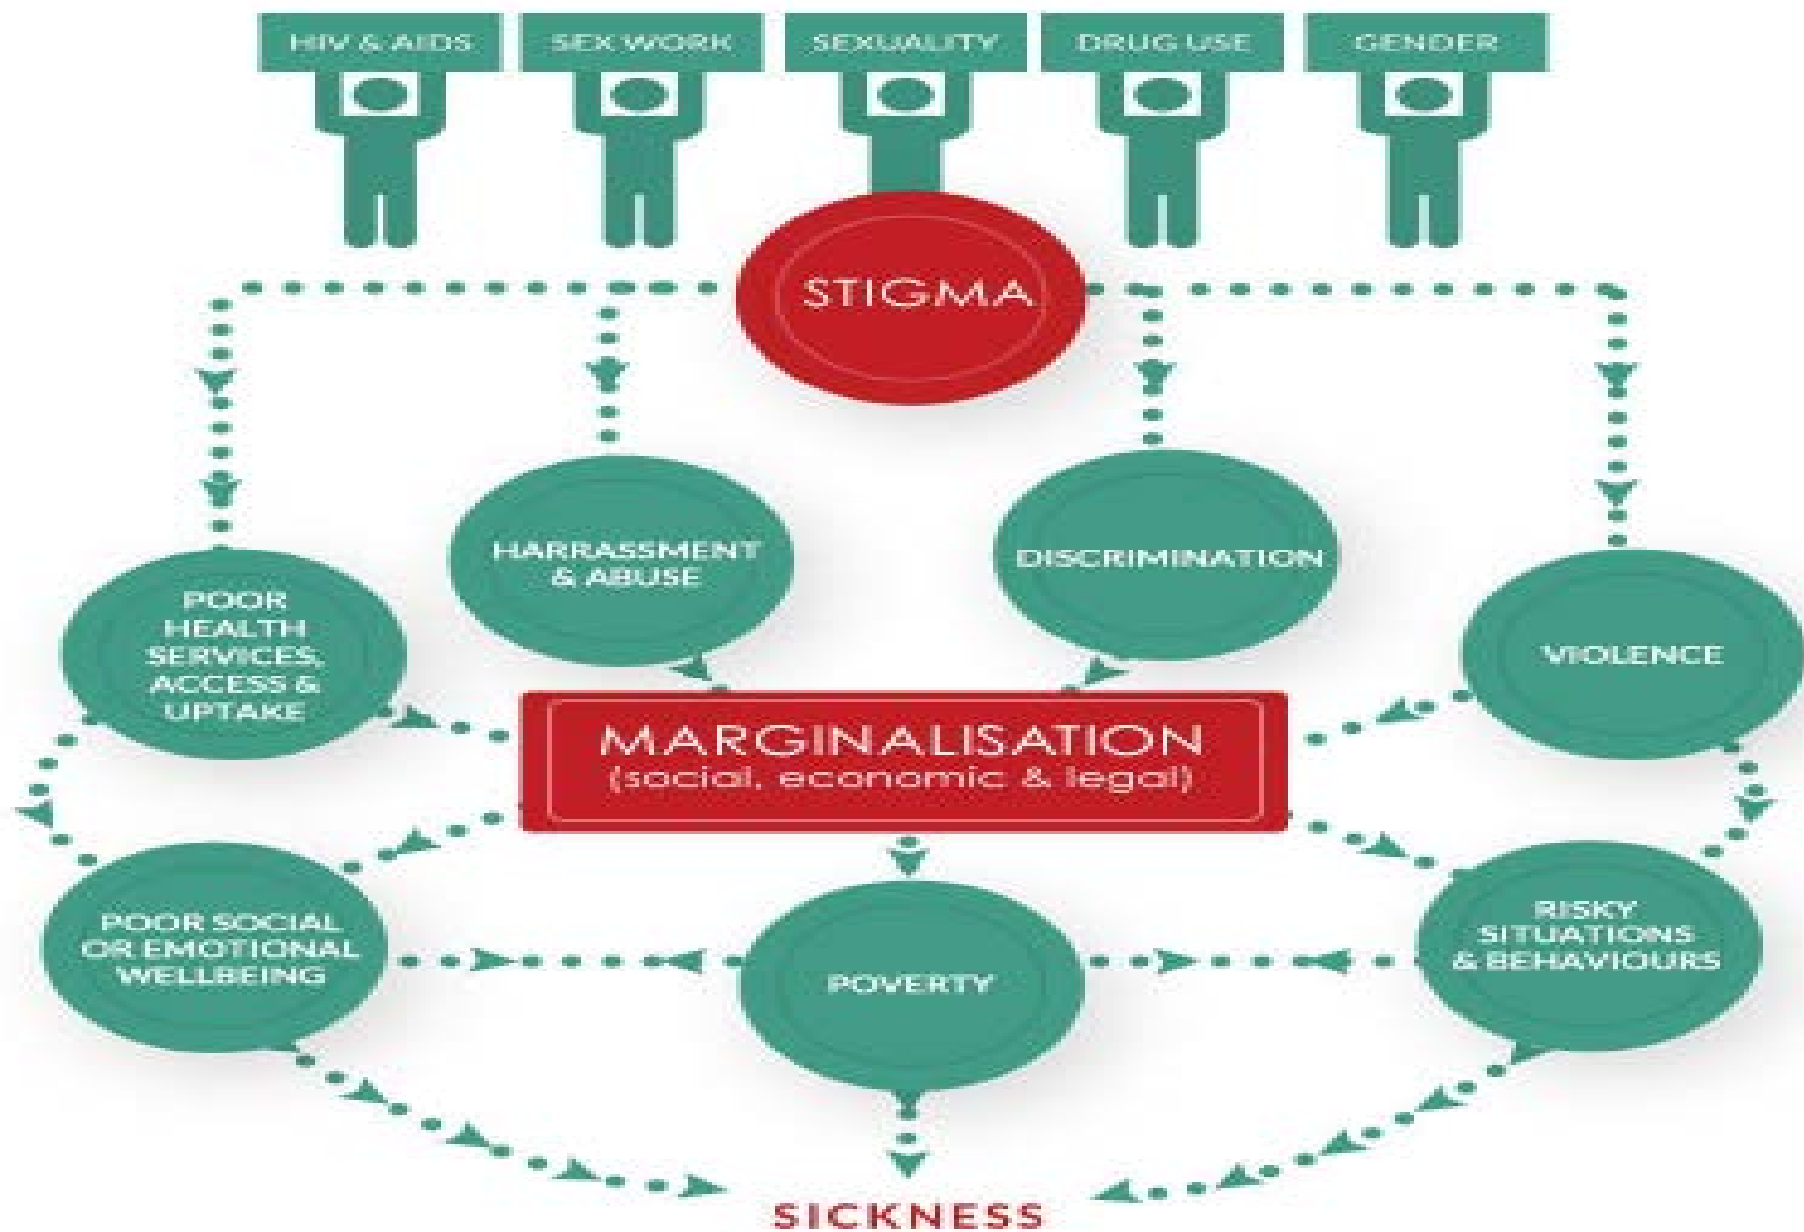 HIV & AIDS
SEX WORK
SEXUALITY
DRUG USE
GENDER
STIGMA
HARRASSMENT
& ABUSE
DISCRIMINATION
POOR
HEALTH
SERVICES,
ACCESS &
UPTAKE
VIOLENCE
MARGINALISATION
(social, economic & legal)
POOR SOCIAL
OR EMOTIONAL
WELLBEING
POVERTY
RISKY
SITUATIONS
& BEHAVIOURS
SICKNESS